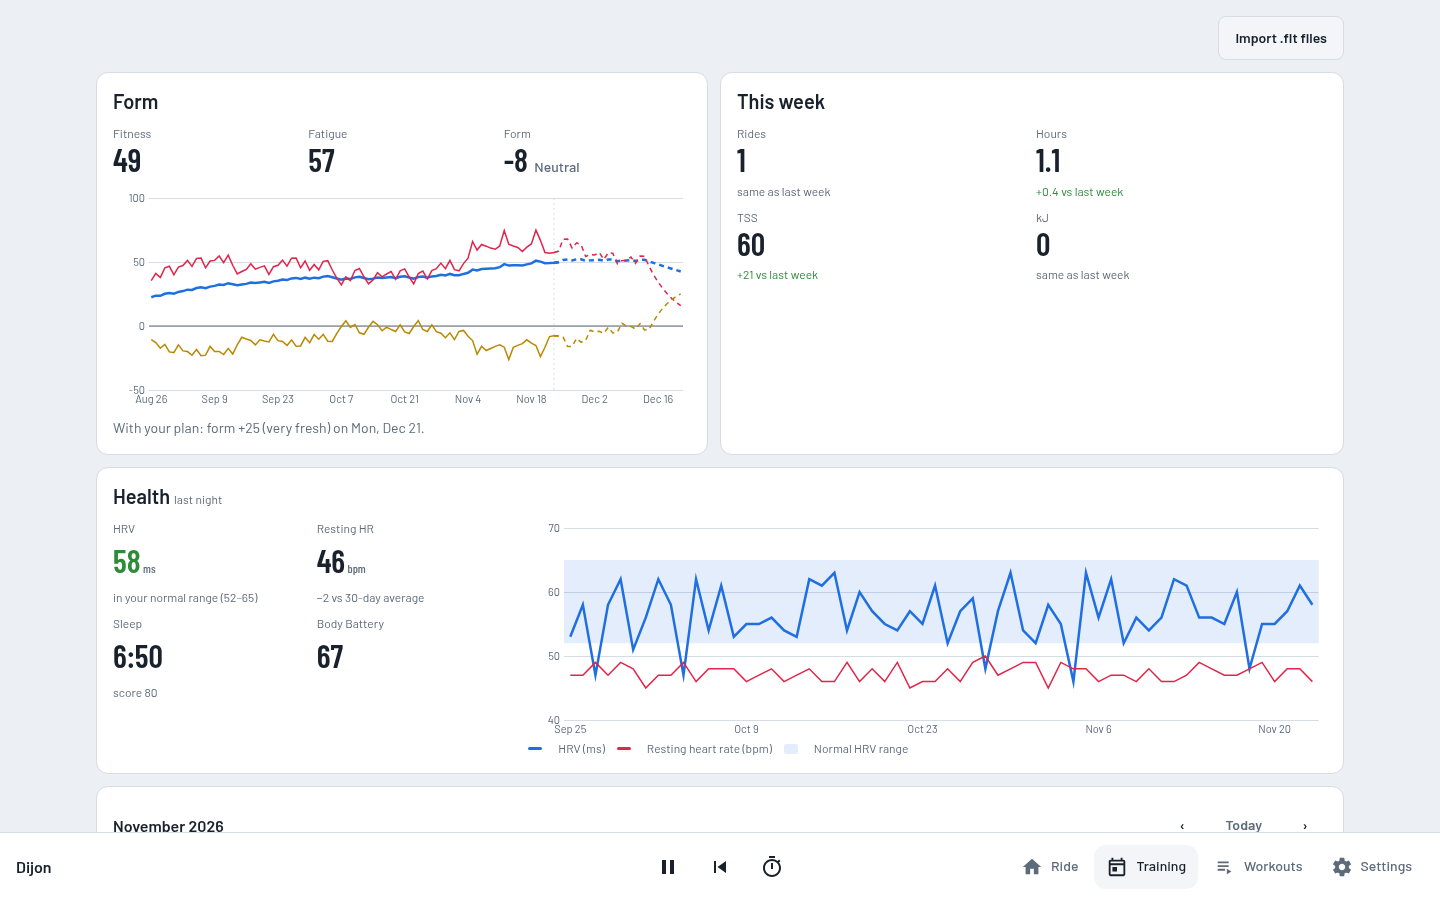 Import .fit files
Form
Fitness
Fatigue
Form
49
57
-8 Neutral
100
50
0
-50
Aug 26
Sep 9
Sep 23
Oct 7
Oct 21
Nov 4
Nov 18
Dec 2
Dec 16
With your plan: form +25 (very fresh) on Mon, Dec 21.
This week
Rides
Hours
1
1.1
same as last week
+0.4 vs last week
TSS
kJ
60
0
+21 vs last week
same as last week
Health last night
HRV
Resting HR
58 ms
46 bpm
in your normal range (52-65)
−2 vs 30-day average
Sleep
Body Battery
6:50
67
score 80
70
60
50
40
Sep 25
Oct 9
Oct 23
Nov 6
Nov 20
HRV (ms)
Resting heart rate (bpm)
Normal HRV range
November 2026
‹
Today
›
Dijon
Ride
Training
Workouts
Settings